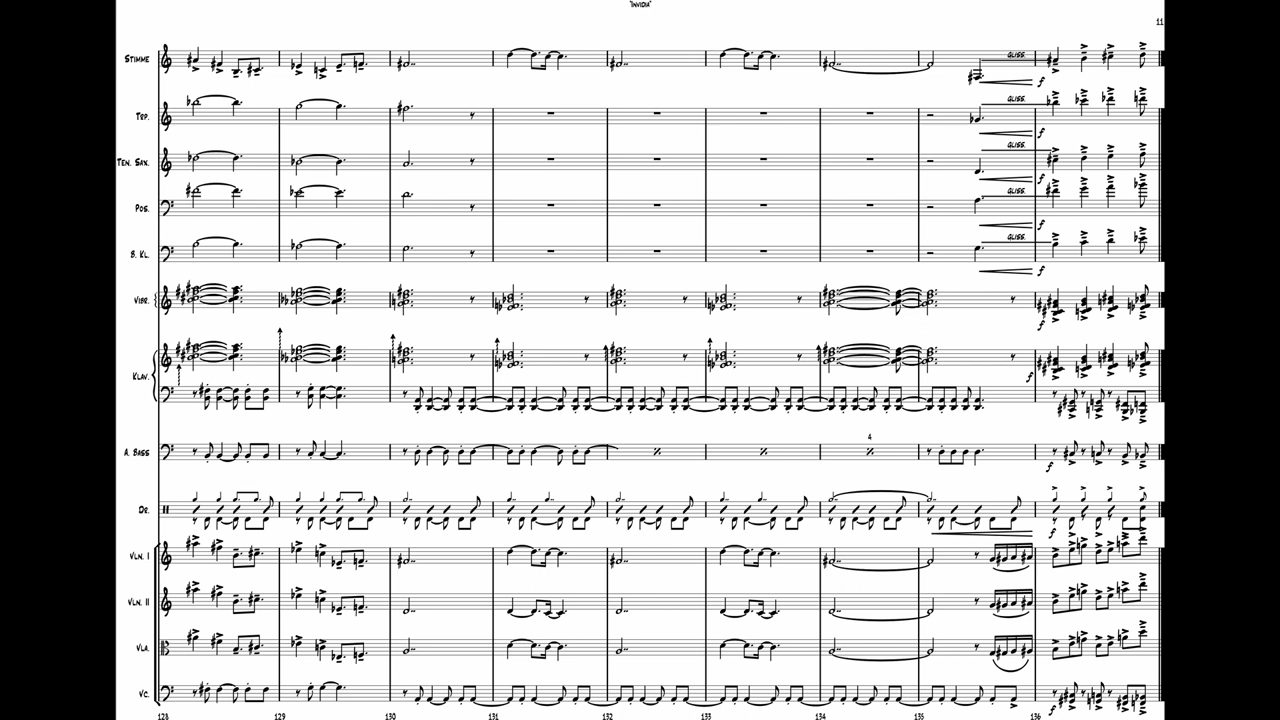 "INVIDIA"
11
STIMME
GLISS.
f
TRP.
GLISS.
f
TEN. SAX.
GLISS.
f
POS.
GLISS.
f
B. KL.
GLISS.
f
VIBR.
f
KLAV.
f
A. BASS
4
f
DR.
f
VLN. I
VLN. II
VLA.
VC.
f
128 129 130 131 132 133 134 135 136